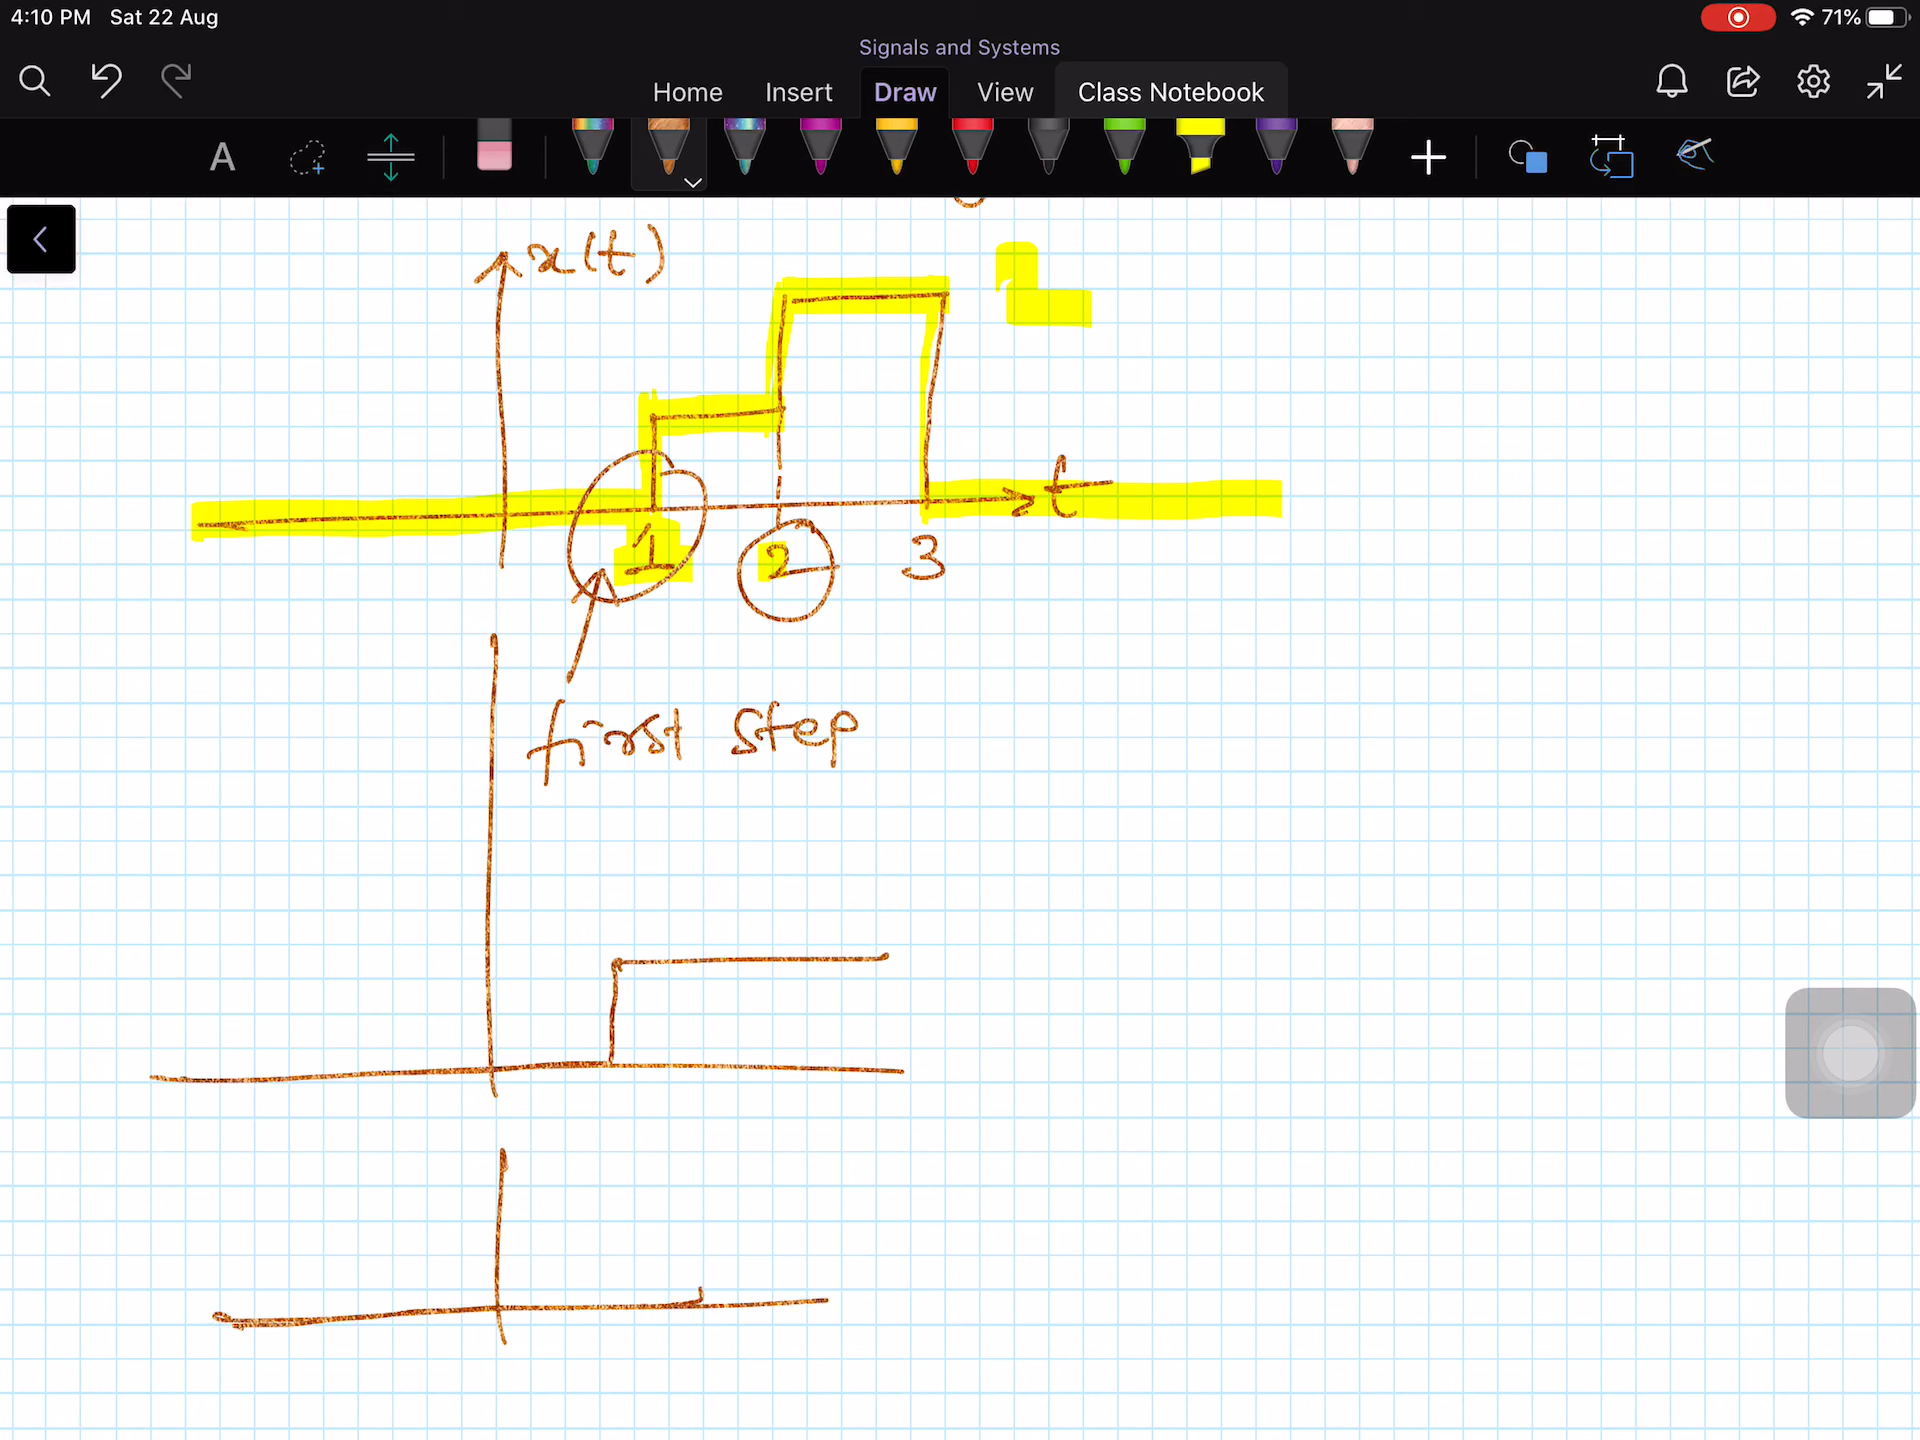 4:10 PM Sat 22 Aug
71%
Signals and Systems
Home Insert Draw View Class Notebook
A
x(t)
t
1 2 3
first step